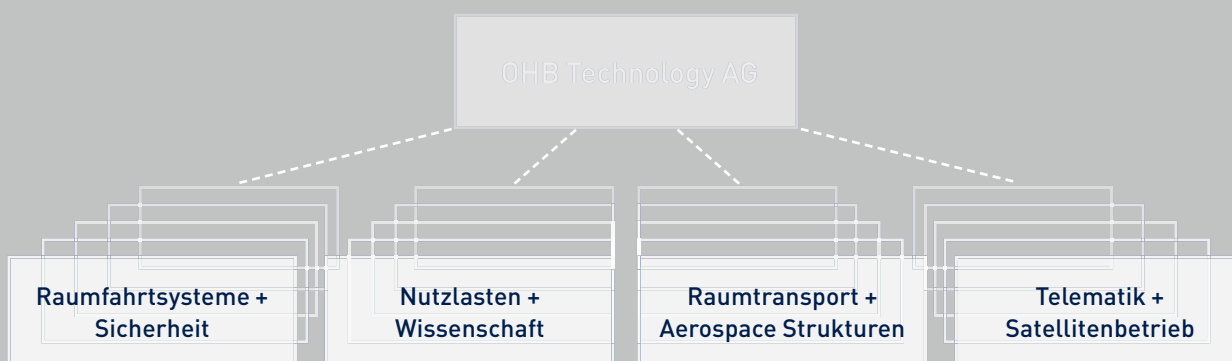 OHB Technology AG
Raumfahrtsysteme +
Sicherheit
Nutzlasten +
Wissenschaft
Raumtransport +
Aerospace Strukturen
Telematik +
Satellitenbetrieb